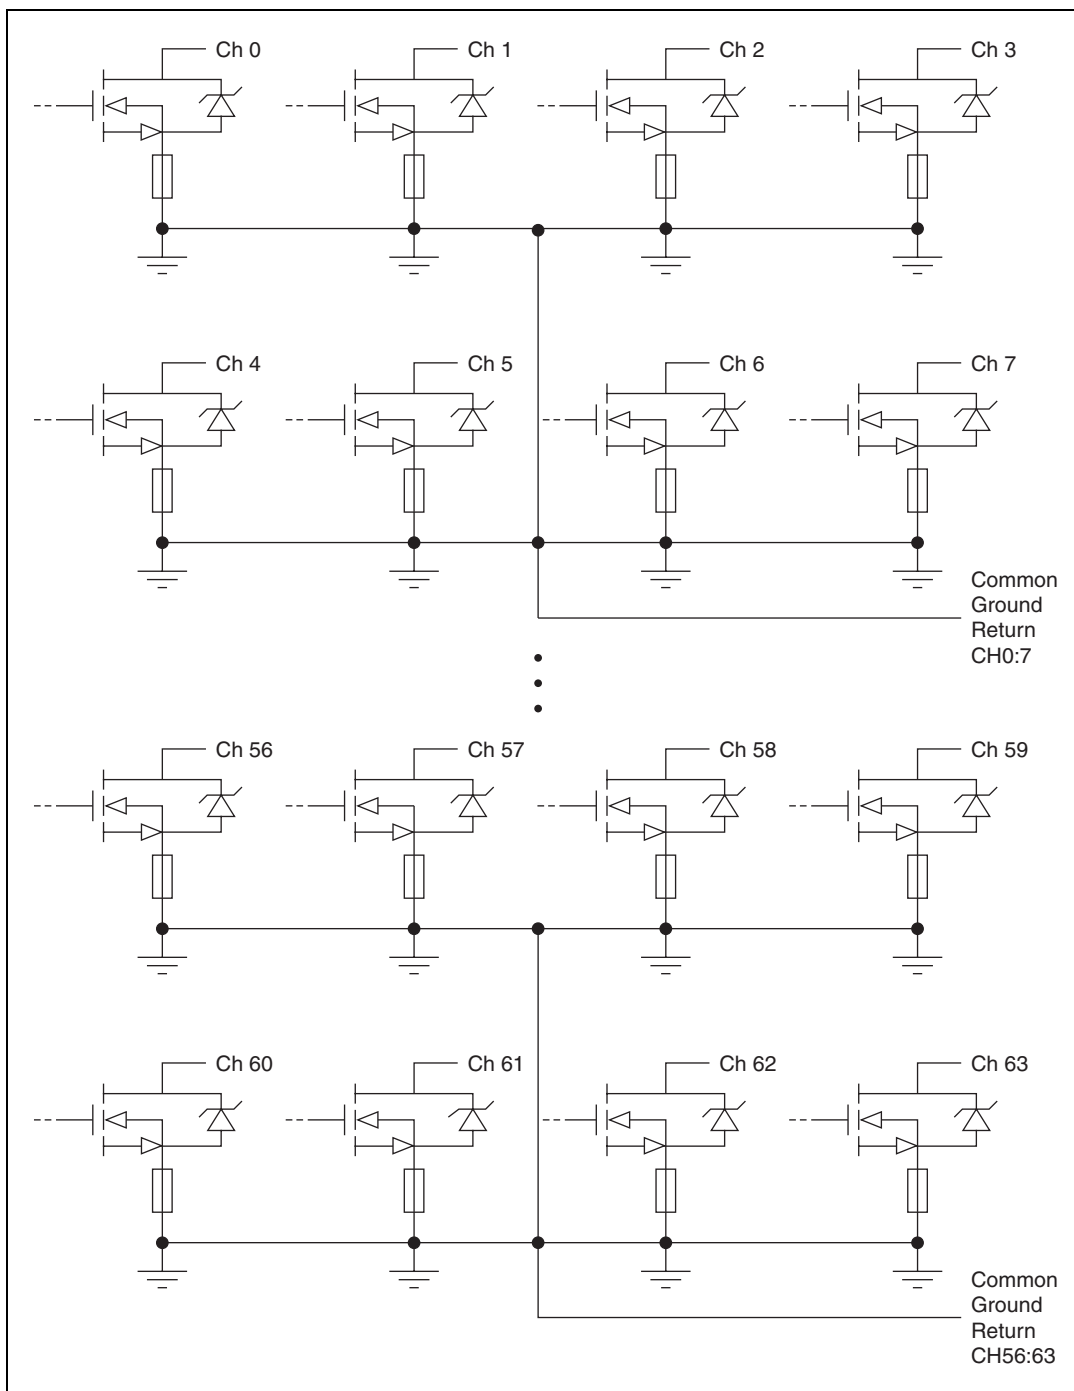 Ch 0
Ch 1
Ch 2
Ch 3
Ch 4
Ch 5
Ch 6
Ch 7
Common
Ground
Return
CH0:7
Ch 56
Ch 57
Ch 58
Ch 59
Ch 60
Ch 61
Ch 62
Ch 63
Common
Ground
Return
CH56:63